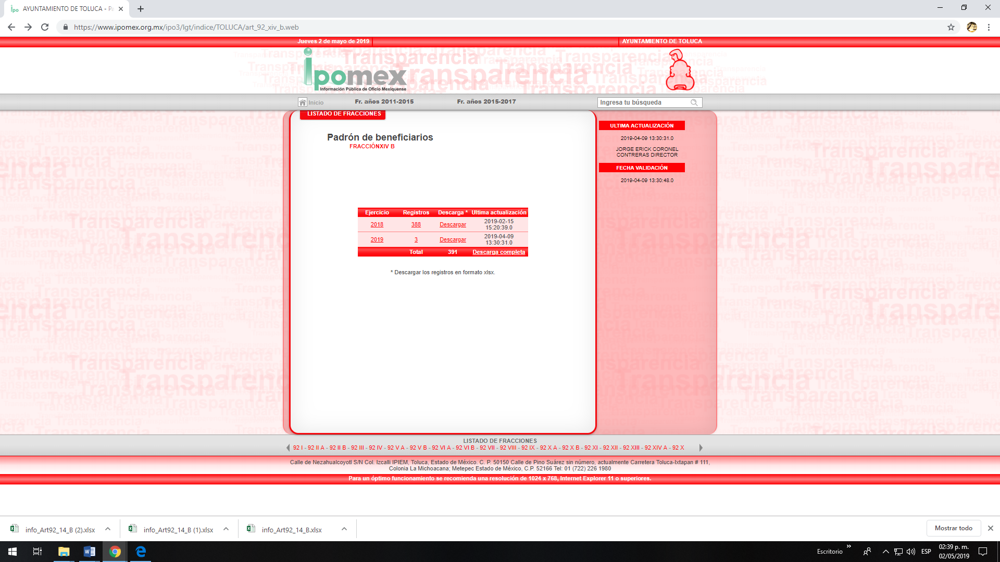 AYUNTAMIENTO DE TOLUCA - Pa
https://www.ipomex.org.mx/ipo3/lgt/indice/TOLUCA/art_92_xiv_b.web
Jueves 2 de mayo de 2019
AYUNTAMIENTO DE TOLUCA
ipomex
Información Pública de Oficio Mexiquense
Inicio
Fr. años 2011-2015
Fr. años 2015-2017
Ingresa tu búsqueda
LISTADO DE FRACCIONES
Padrón de beneficiarios
FRACCIÓNXIV B
Ejercicio Registros Descarga * Ultima actualización
2018 388 Descargar 2019-02-15 15:20:39.0
2019 3 Descargar 2019-04-09 13:30:31.0
Total 391 Descarga completa
* Descargar los registros en formato xlsx.
ULTIMA ACTUALIZACIÓN
2019-04-09 13:30:31.0
JORGE ERICK CORONEL
CONTRERAS DIRECTOR
FECHA VALIDACIÓN
2019-04-09 13:30:48.0
LISTADO DE FRACCIONES
92 I - 92 II A - 92 II B - 92 III - 92 IV - 92 V A - 92 V B - 92 VI A - 92 VI B - 92 VII - 92 VIII - 92 IX - 92 X A - 92 X B - 92 XI - 92 XII - 92 XIII - 92 XIV A - 92 X
Calle de Nezahualcoyotl S/N Col. Izcalli IPIEM, Toluca, Estado de México. C. P. 50150 Calle de Pino Suárez sin número, actualmente Carretera Toluca-Ixtapan # 111,
Colonia La Michoacana; Metepec Estado de México, C.P. 52166 Tel: 01 (722) 226 1980
Para un óptimo funcionamiento se recomienda una resolución de 1024 x 768, Internet Explorer 11 o superiores.
info_Art92_14_B (2).xlsx
info_Art92_14_B (1).xlsx
info_Art92_14_B.xlsx
Mostrar todo
Escritorio
ESP
02:39 p. m.
02/05/2019